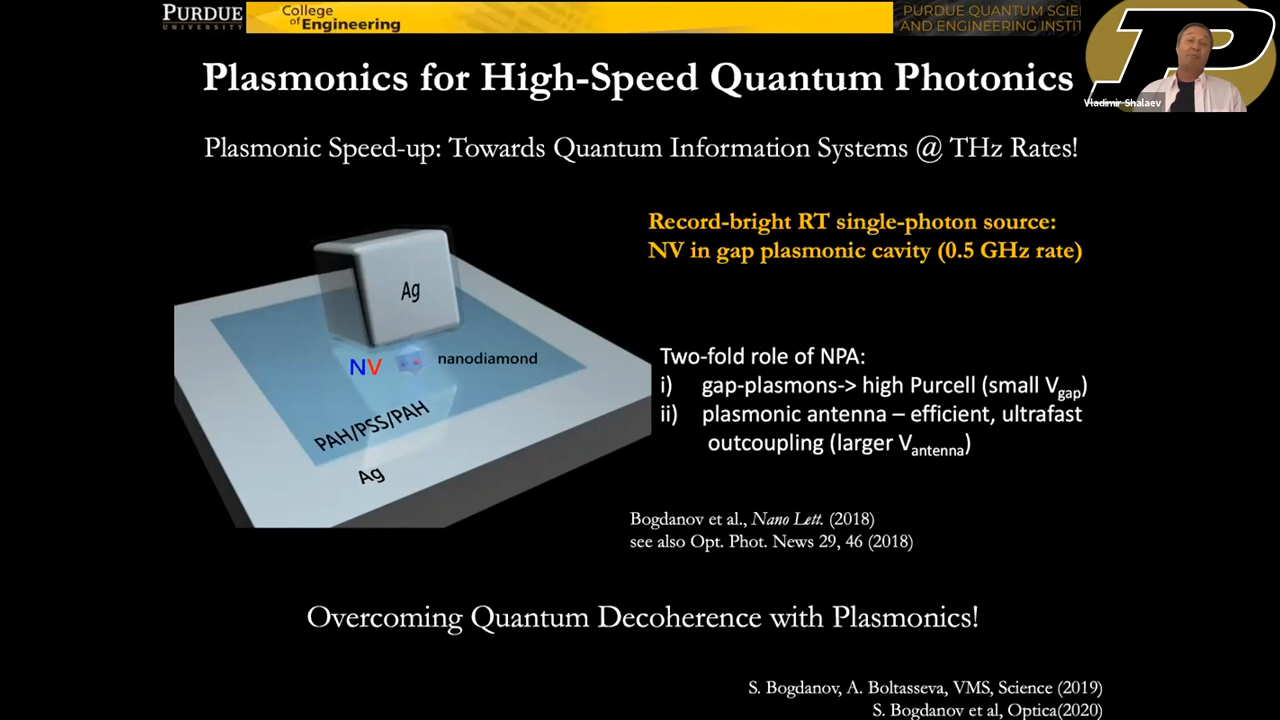 PURDUE
UNIVERSITY
College
of Engineering
PURDUE QUANTUM SCIE
AND ENGINEERING INSTIT
Vladimir Shalaev
Plasmonics for High-Speed Quantum Photonics
Plasmonic Speed-up: Towards Quantum Information Systems @ THz Rates!
Record-bright RT single-photon source:
NV in gap plasmonic cavity (0.5 GHz rate)
Ag
NV
nanodiamond
PAH/PSS/PAH
Ag
Two-fold role of NPA:
i) gap-plasmons-> high Purcell (small Vgap)
ii) plasmonic antenna – efficient, ultrafast
outcoupling (larger Vantenna)
Bogdanov et al., Nano Lett. (2018)
see also Opt. Phot. News 29, 46 (2018)
Overcoming Quantum Decoherence with Plasmonics!
S. Bogdanov, A. Boltasseva, VMS, Science (2019)
S. Bogdanov et al, Optica(2020)